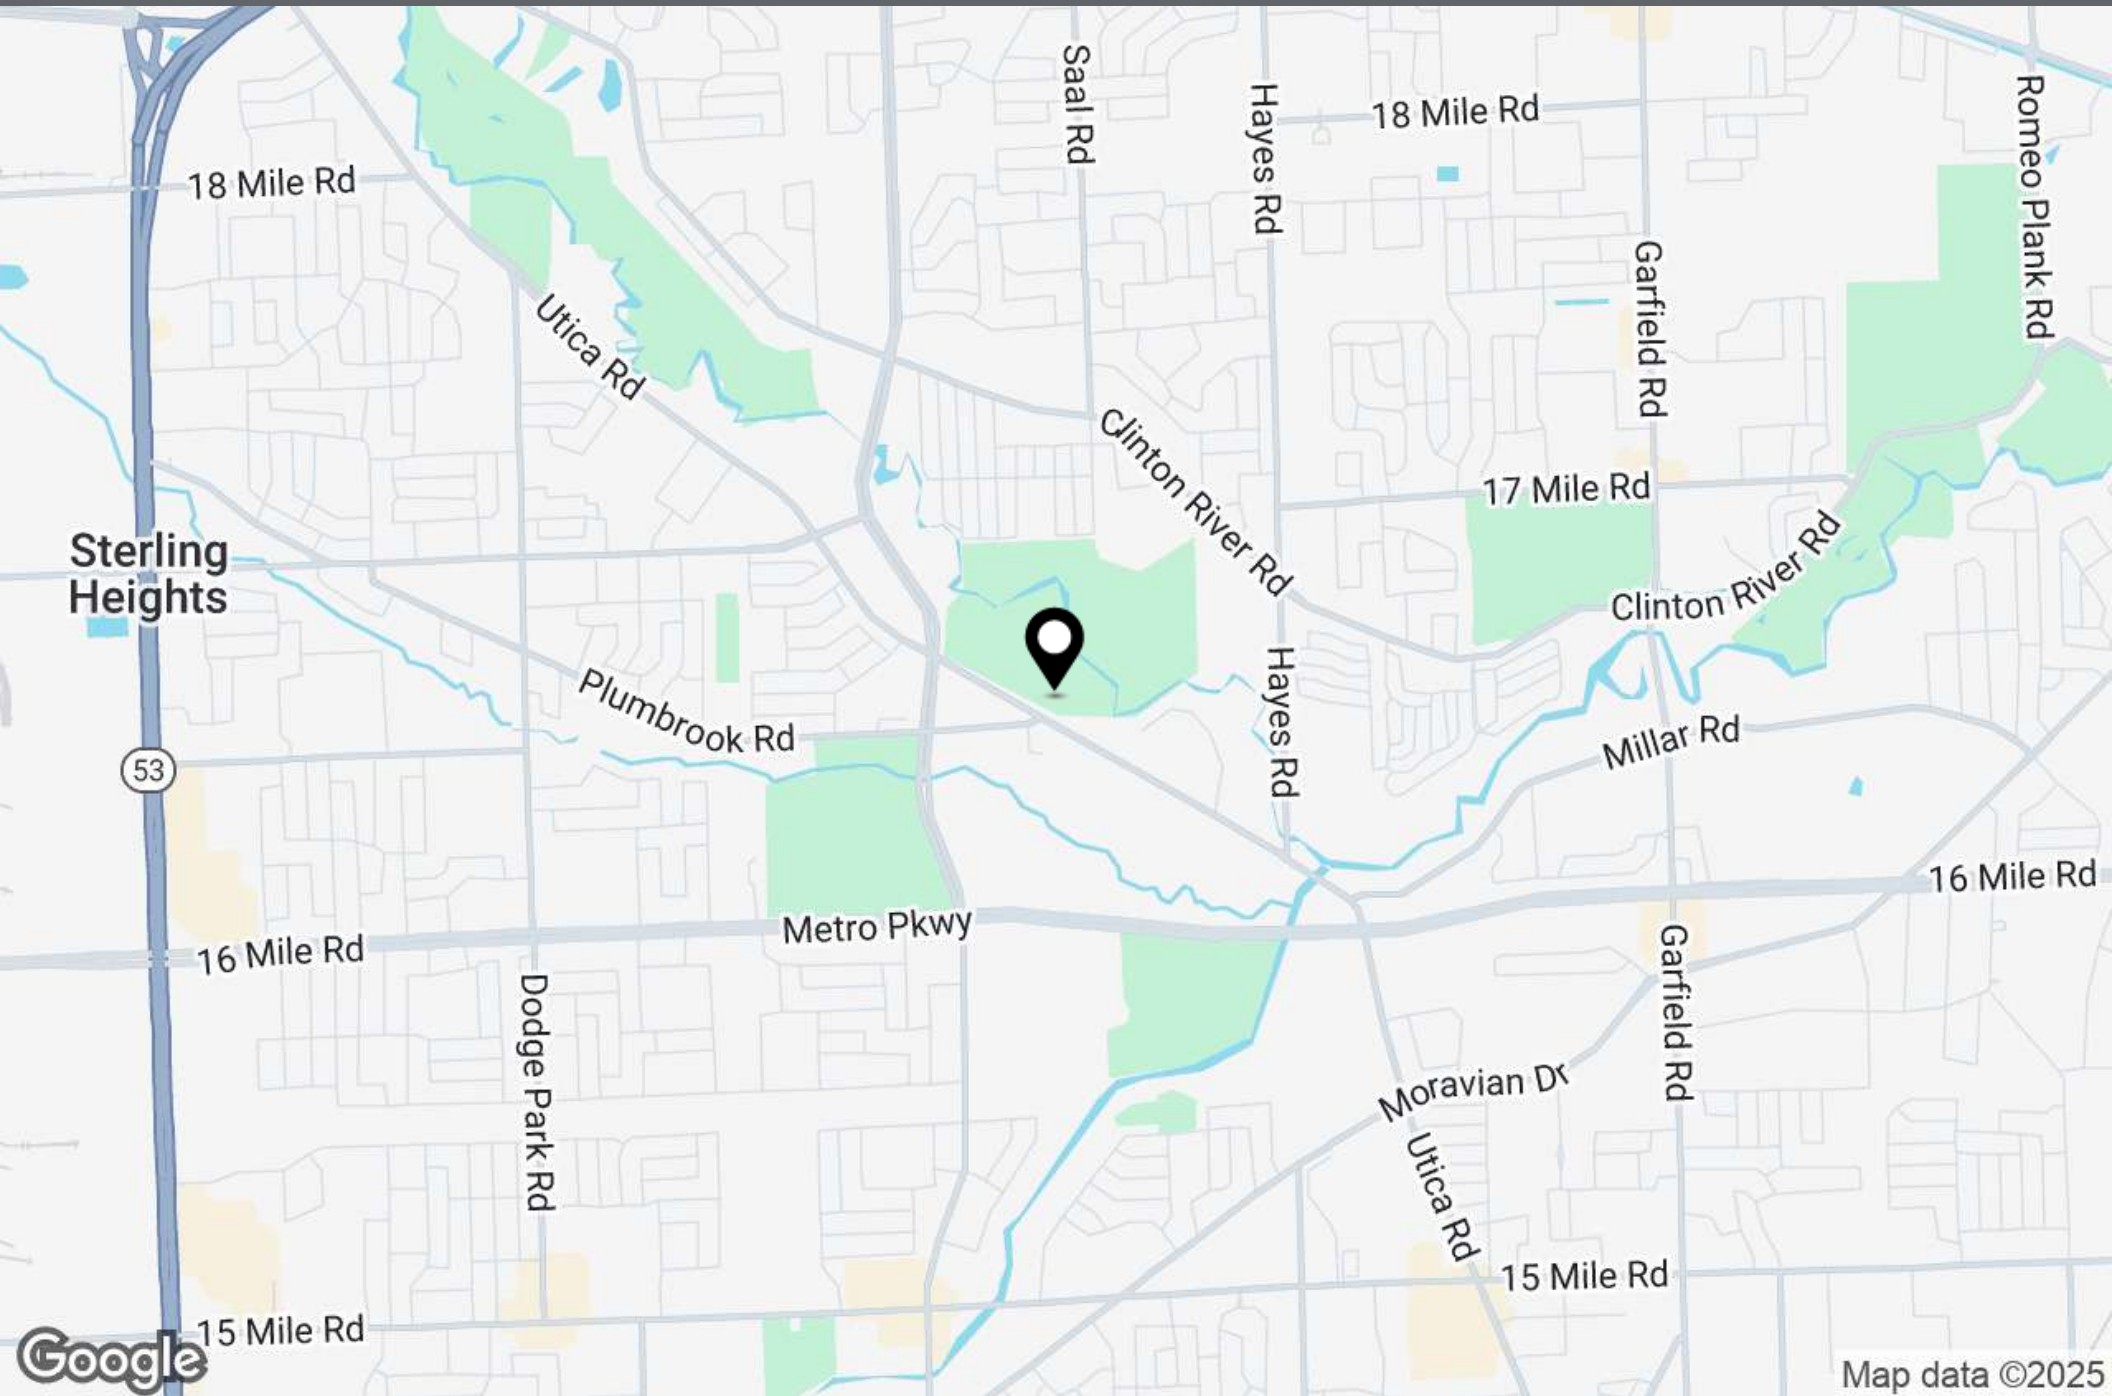 Saal Rd
Hayes Rd
18 Mile Rd
Romeo Plank Rd
18 Mile Rd
Garfield Rd
Utica Rd
Clinton River Rd
17 Mile Rd
Sterling
Heights
Clinton River Rd
Hayes Rd
Plumbrook Rd
Millar Rd
53
16 Mile Rd
Metro Pkwy
16 Mile Rd
Garfield Rd
Dodge Park Rd
Moravian Dr
Utica Rd
15 Mile Rd
15 Mile Rd
Google
Map data ©2025